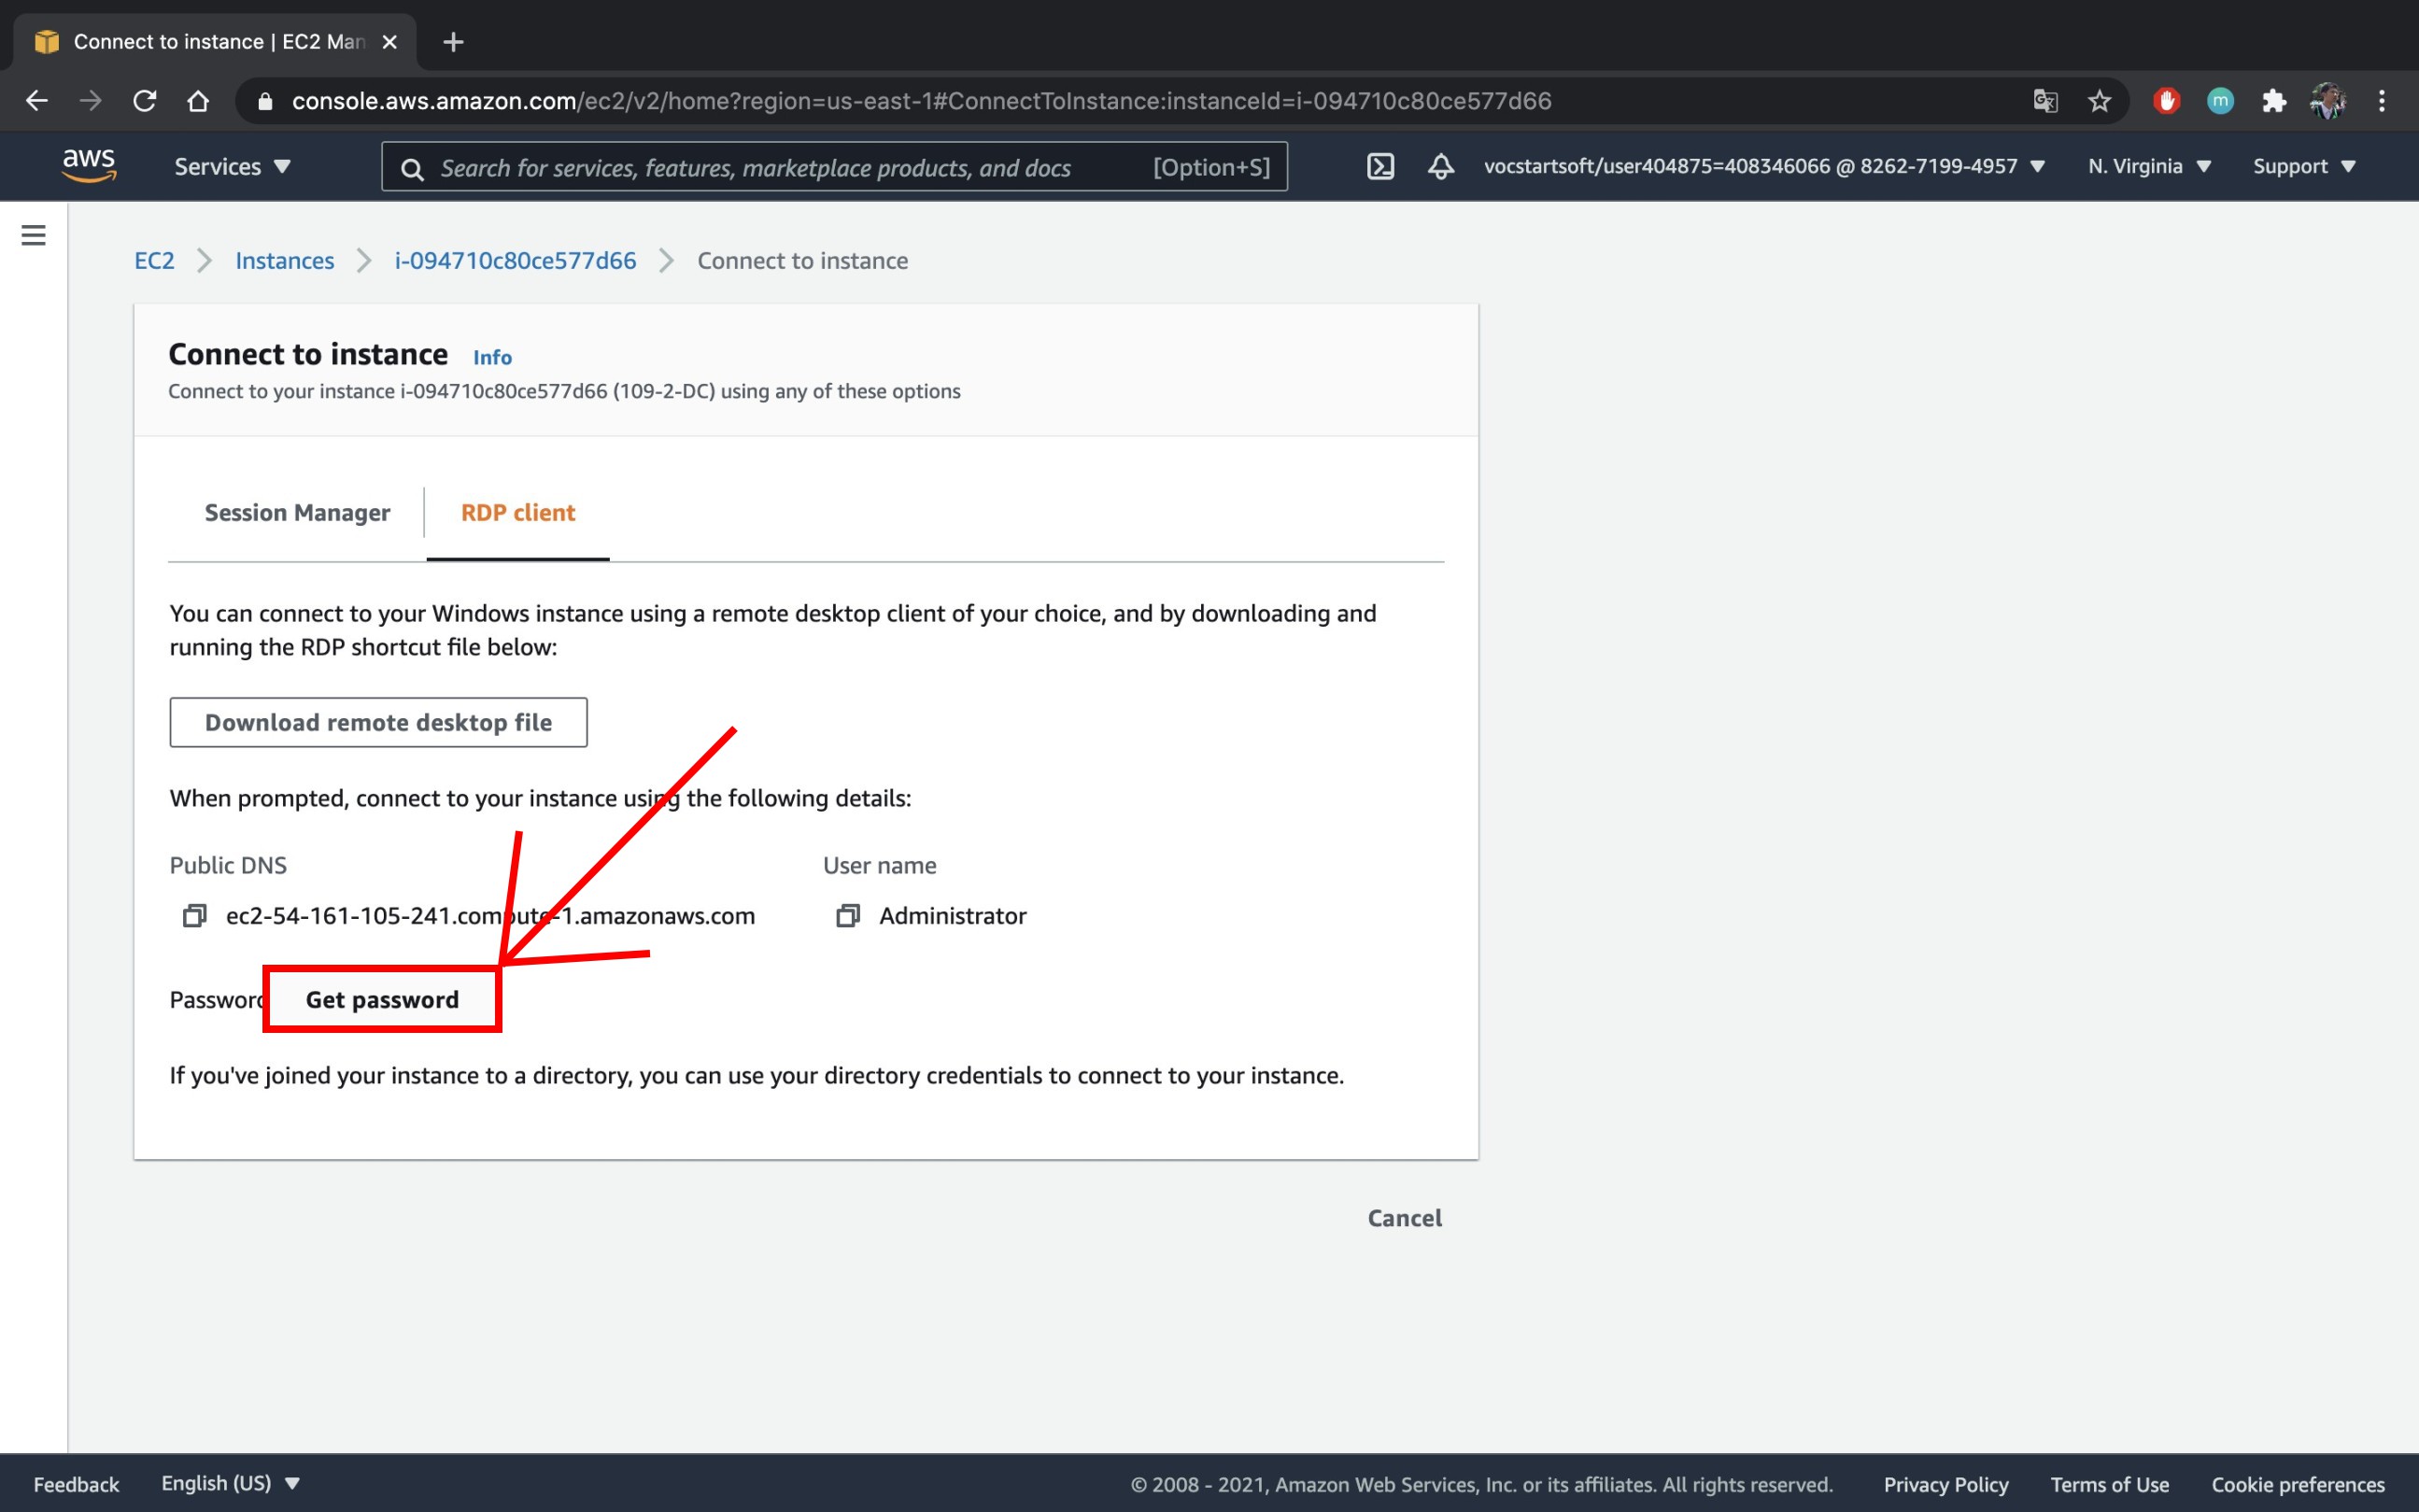 Connect to instance | EC2 Man
console.aws.amazon.com/ec2/v2/home?region=us-east-1#ConnectToInstance:instanceId=i-094710c80ce577d66
m
aws
Services
Search for services, features, marketplace products, and docs
[Option+S]
vocstartsoft/user404875=408346066 @ 8262-7199-4957
N. Virginia
Support
EC2
Instances
i-094710c80ce577d66
Connect to instance
Connect to instance
Info
Connect to your instance i-094710c80ce577d66 (109-2-DC) using any of these options
Session Manager
RDP client
You can connect to your Windows instance using a remote desktop client of your choice, and by downloading and
running the RDP shortcut file below:
Download remote desktop file
When prompted, connect to your instance using the following details:
Public DNS
User name
ec2-54-161-105-241.compute-1.amazonaws.com
Administrator
Password
Get password
If you've joined your instance to a directory, you can use your directory credentials to connect to your instance.
Cancel
Feedback
English (US)
© 2008 - 2021, Amazon Web Services, Inc. or its affiliates. All rights reserved.
Privacy Policy
Terms of Use
Cookie preferences